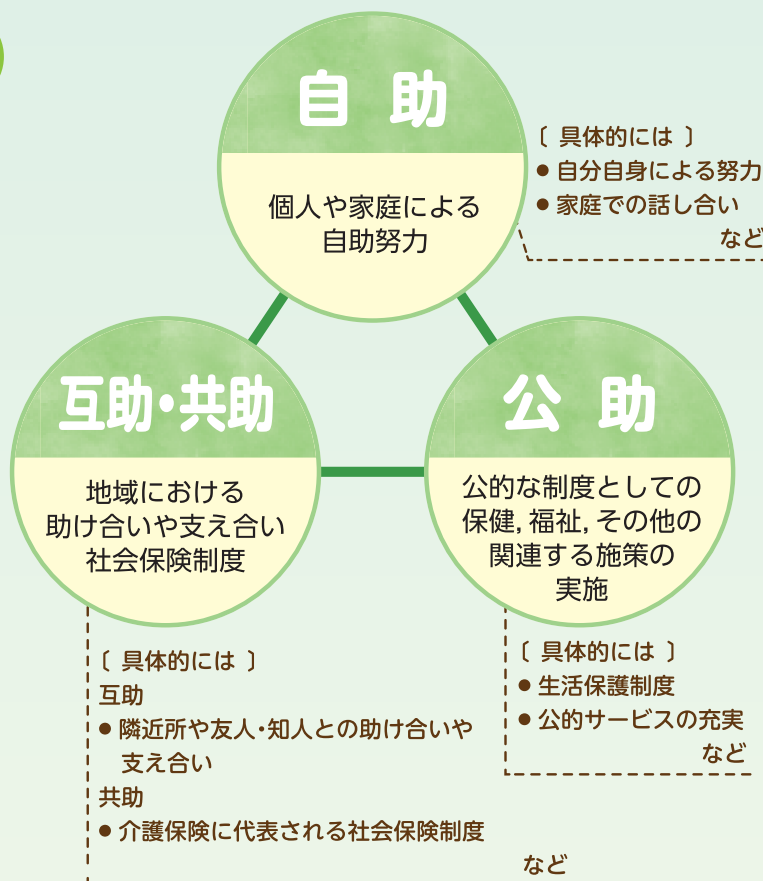 自 助
個人や家庭による
自助努力
〔 具体的には 〕
● 自分自身による努力
● 家庭での話し合い
など
互助・共助
地域における
助け合いや支え合い
社会保険制度
〔 具体的には 〕
互助
● 隣近所や友人・知人との助け合いや
支え合い
共助
● 介護保険に代表される社会保険制度
など
公 助
公的な制度としての
保健, 福祉, その他の
関連する施策の
実施
〔 具体的には 〕
● 生活保護制度
● 公的サービスの充実
など